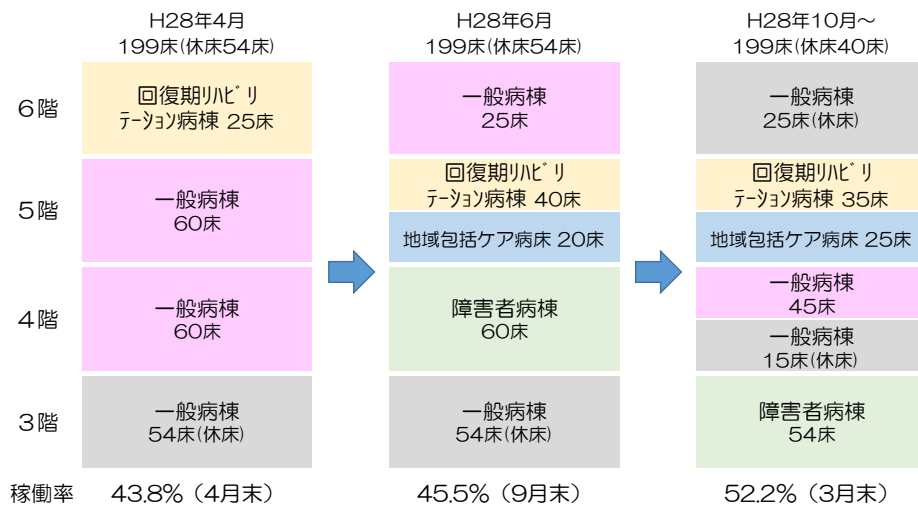 H28年4月
199床(休床54床)
H28年6月
199床(休床54床)
H28年10月～
199床(休床40床)
6階
回復期ﾘﾊﾋﾞﾘ
ﾃｰｼｮﾝ病棟 25床
一般病棟
25床
一般病棟
25床(休床)
5階
一般病棟
60床
回復期ﾘﾊﾋﾞﾘ
ﾃｰｼｮﾝ病棟 40床
地域包括ケア病床 20床
回復期ﾘﾊﾋﾞﾘ
ﾃｰｼｮﾝ病棟 35床
地域包括ケア病床 25床
4階
一般病棟
60床
障害者病棟
60床
一般病棟
45床
一般病棟
15床(休床)
3階
一般病棟
54床(休床)
一般病棟
54床(休床)
障害者病棟
54床
稼働率
43.8%（4月末）
45.5%（9月末）
52.2%（3月末）